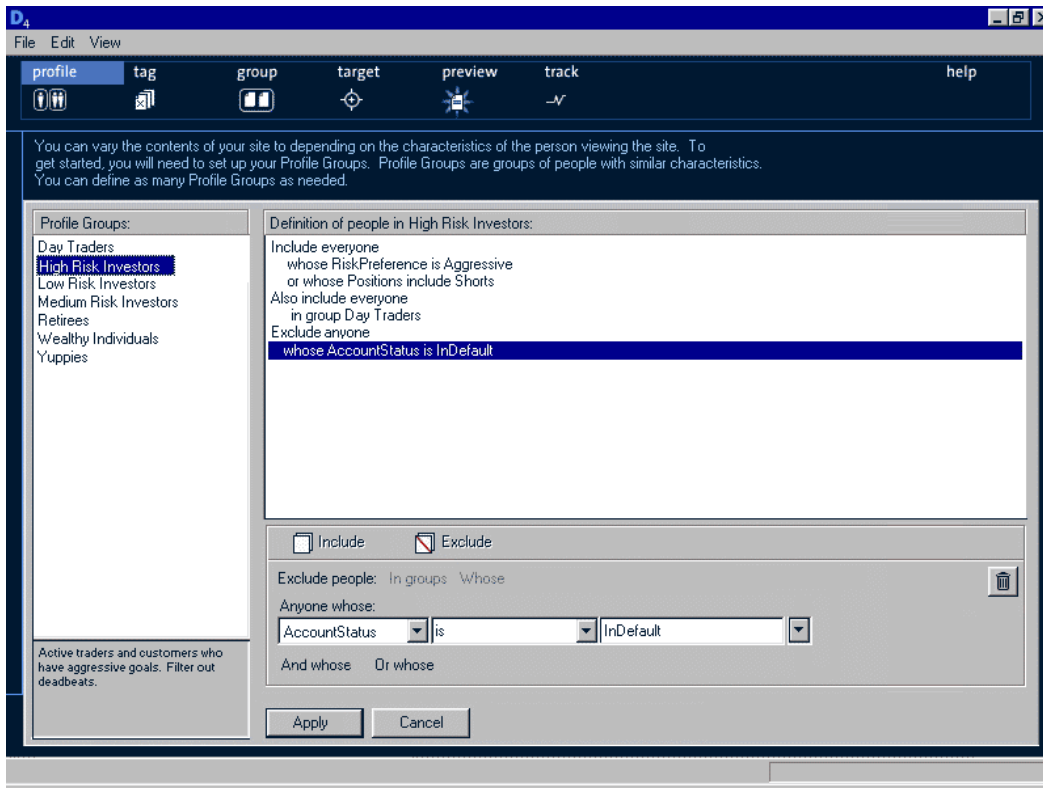 D4
File Edit View
profile tag group target preview track help
You can vary the contents of your site to depending on the characteristics of the person viewing the site. To
get started, you will need to set up your Profile Groups. Profile Groups are groups of people with similar characteristics.
You can define as many Profile Groups as needed.
Profile Groups:
Day Traders
High Risk Investors
Low Risk Investors
Medium Risk Investors
Retirees
Wealthy Individuals
Yuppies
Active traders and customers who
have aggressive goals. Filter out
deadbeats.
Definition of people in High Risk Investors:
Include everyone
whose RiskPreference is Aggressive
or whose Positions include Shorts
Also include everyone
in group Day Traders
Exclude anyone
whose AccountStatus is InDefault
Include Exclude
Exclude people: In groups Whose
Anyone whose:
AccountStatus is InDefault
And whose Or whose
Apply Cancel